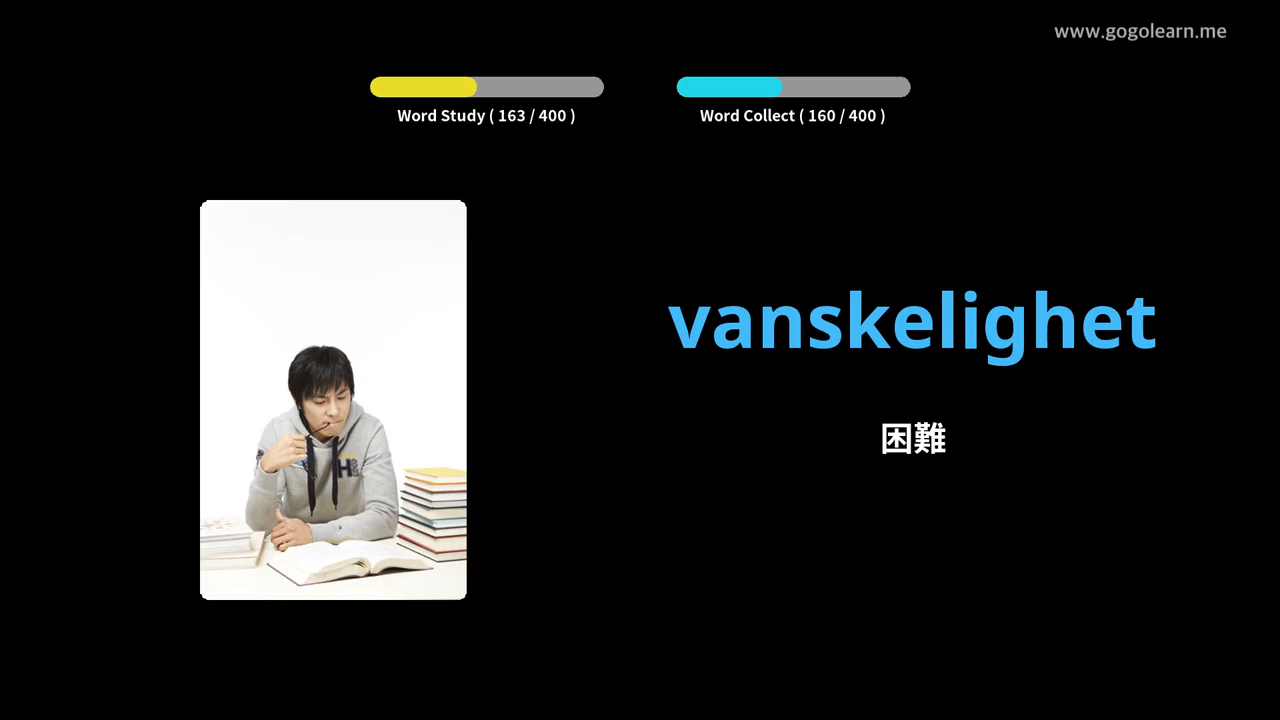 www.gogolearn.me
Word Study ( 163 / 400 )
Word Collect ( 160 / 400 )
vanskelighet
困難
H